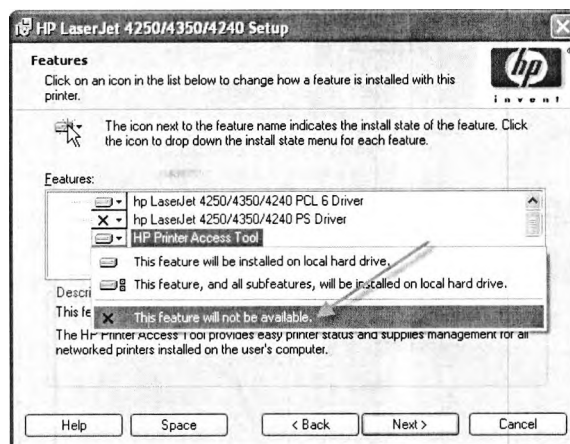 HP LaserJet 4250/4350/4240 Setup
Features
Click on an icon in the list below to change how a feature is installed with this
printer.
hp
invent
The icon next to the feature name indicates the install state of the feature. Click
the icon to drop down the install state menu for each feature.
Features:
hp LaserJet 4250/4350/4240 PCL 6 Driver
hp LaserJet 4250/4350/4240 PS Driver
HP Printer Access Tool
This feature will be installed on local hard drive.
This feature, and all subfeatures, will be installed on local hard drive.
Descri
This fe
This feature will not be available.
The HP Printer Access Tool provides easy printer status and supplies management for all
networked printers installed on the user's computer.
Help
Space
< Back
Next >
Cancel